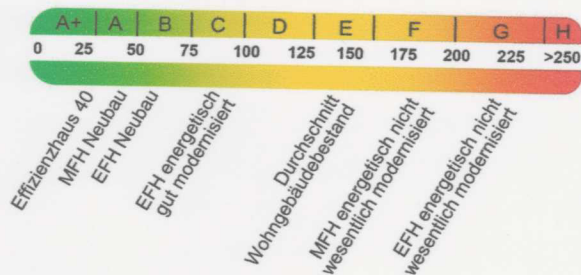 A+ A B C D E F G H
0 25 50 75 100 125 150 175 200 225 >250
Effizienzhaus 40
MFH Neubau
EFH Neubau
EFH energetisch
gut modernisiert
Durchschnitt
Wohngebäudebestand
MFH energetisch nicht
wesentlich modernisiert
EFH energetisch nicht
wesentlich modernisiert